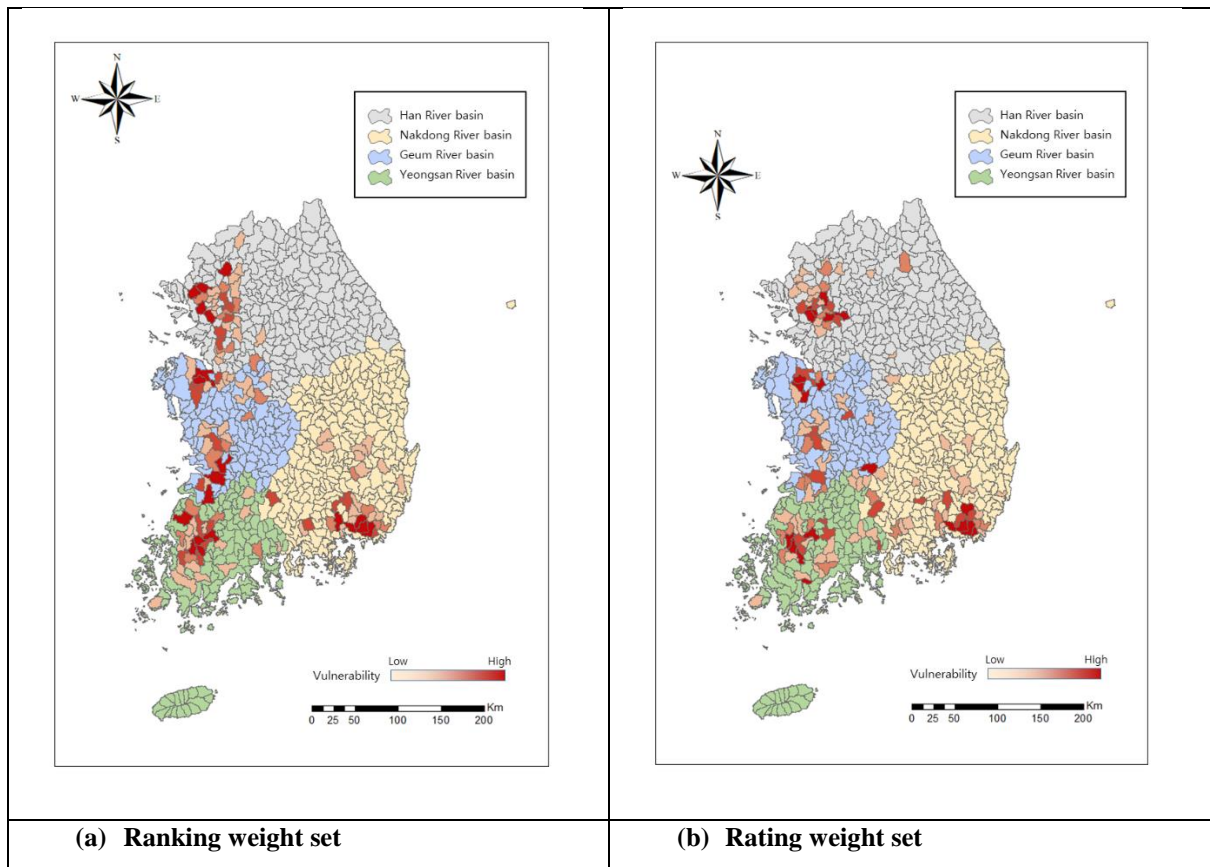 N
W E
S
Han River basin
Nakdong River basin
Geum River basin
Yeongsan River basin
Low High
Vulnerability
Km
0 25 50 100 150 200
(a) Ranking weight set
N
W E
S
Han River basin
Nakdong River basin
Geum River basin
Yeongsan River basin
Low High
Vulnerability
Km
0 25 50 100 150 200
(b) Rating weight set